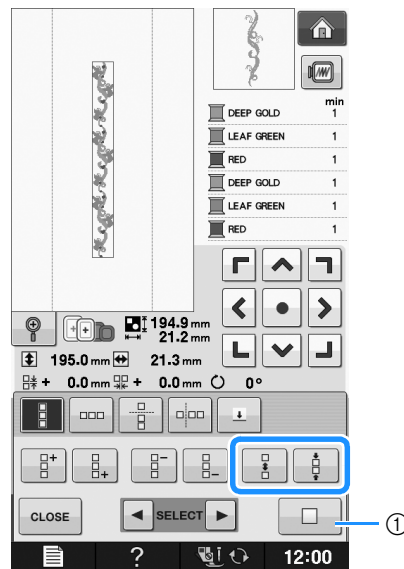 min
DEEP GOLD 1
LEAF GREEN 1
RED 1
DEEP GOLD 1
LEAF GREEN 1
RED 1
194.9 mm
21.2 mm
195.0 mm 21.3 mm
+ 0.0 mm + 0.0 mm 0°
CLOSE SELECT ①
? 12:00